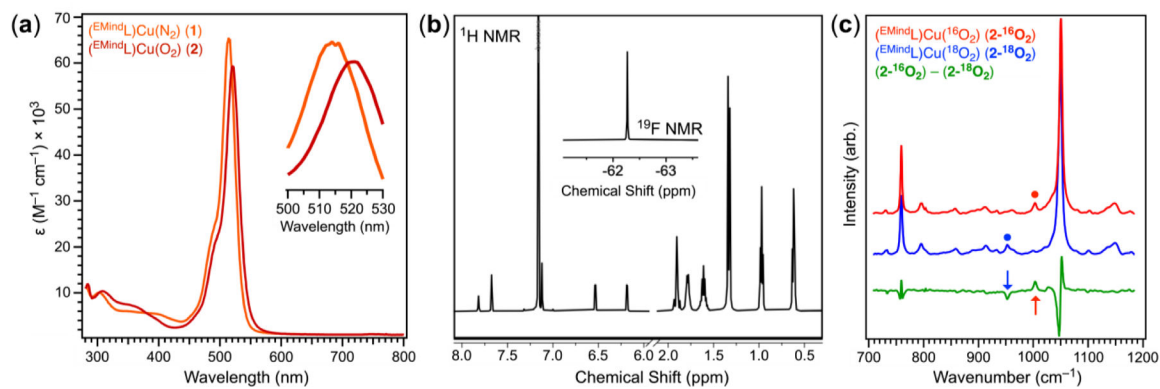 (a)
(ᴱᴹⁱⁿᵈL)Cu(N₂) (1)
(ᴱᴹⁱⁿᵈL)Cu(O₂) (2)
70
60
50
40
30
20
10
ε (M⁻¹ cm⁻¹) × 10³
500 510 520 530
Wavelength (nm)
300 400 500 600 700 800
Wavelength (nm)
(b)
¹H NMR
¹⁹F NMR
-62 -63
Chemical Shift (ppm)
8.0 7.5 7.0 6.5 6.0 2.0 1.5 1.0 0.5
Chemical Shift (ppm)
(c)
(ᴱᴹⁱⁿᵈL)Cu(¹⁶O₂) (2-¹⁶O₂)
(ᴱᴹⁱⁿᵈL)Cu(¹⁸O₂) (2-¹⁸O₂)
(2-¹⁶O₂) – (2-¹⁸O₂)
Intensity (arb.)
700 800 900 1000 1100 1200
Wavenumber (cm⁻¹)